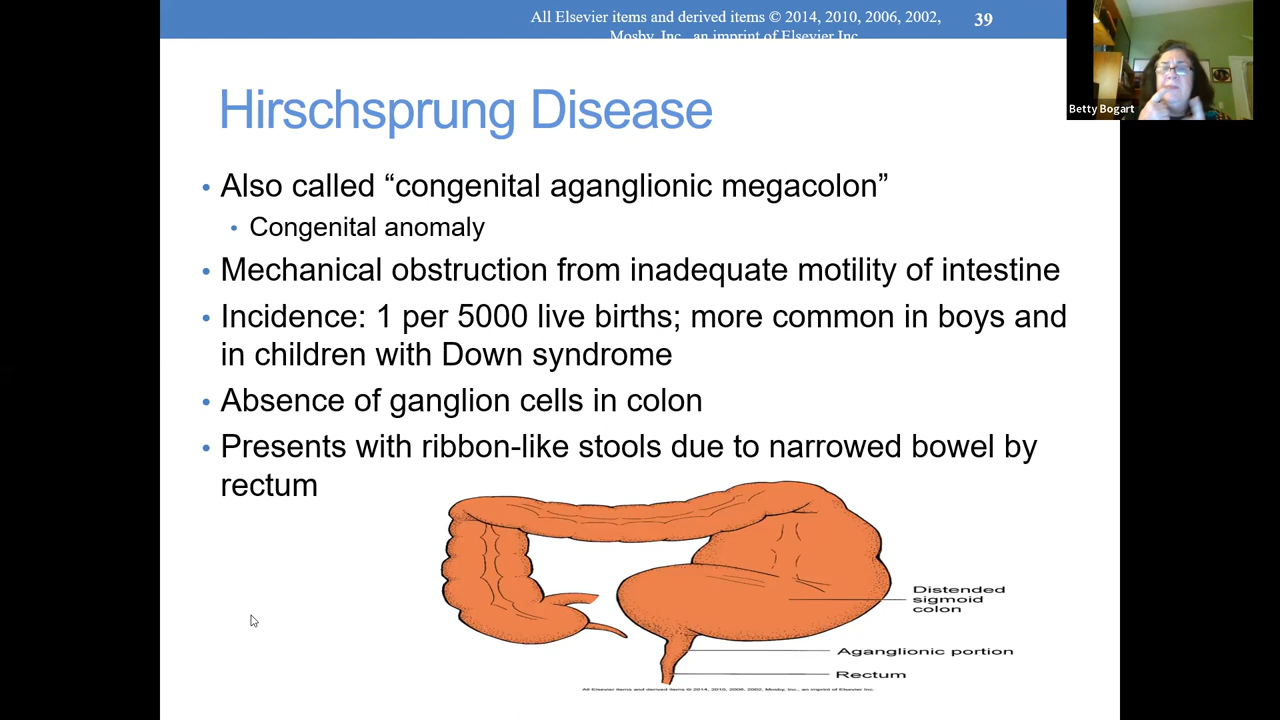 All Elsevier items and derived items © 2014, 2010, 2006, 2002,
Mosby, Inc., an imprint of Elsevier Inc.
39
Betty Bogart
Hirschsprung Disease
• Also called “congenital aganglionic megacolon”
• Congenital anomaly
• Mechanical obstruction from inadequate motility of intestine
• Incidence: 1 per 5000 live births; more common in boys and
in children with Down syndrome
• Absence of ganglion cells in colon
• Presents with ribbon-like stools due to narrowed bowel by
rectum
Distended
sigmoid
colon
Aganglionic portion
Rectum
All Elsevier items and derived items © 2014, 2010, 2006, 2002, Mosby, Inc., an imprint of Elsevier Inc.